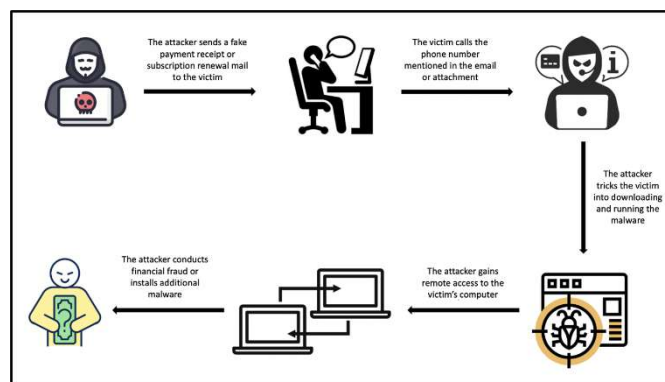 The attacker sends a fake
payment receipt or
subscription renewal mail
to the victim
The victim calls the
phone number
mentioned in the email
or attachment
The attacker
tricks the victim
into downloading
and running the
malware
The attacker gains
remote access to the
victim's computer
The attacker conducts
financial fraud or
installs additional
malware